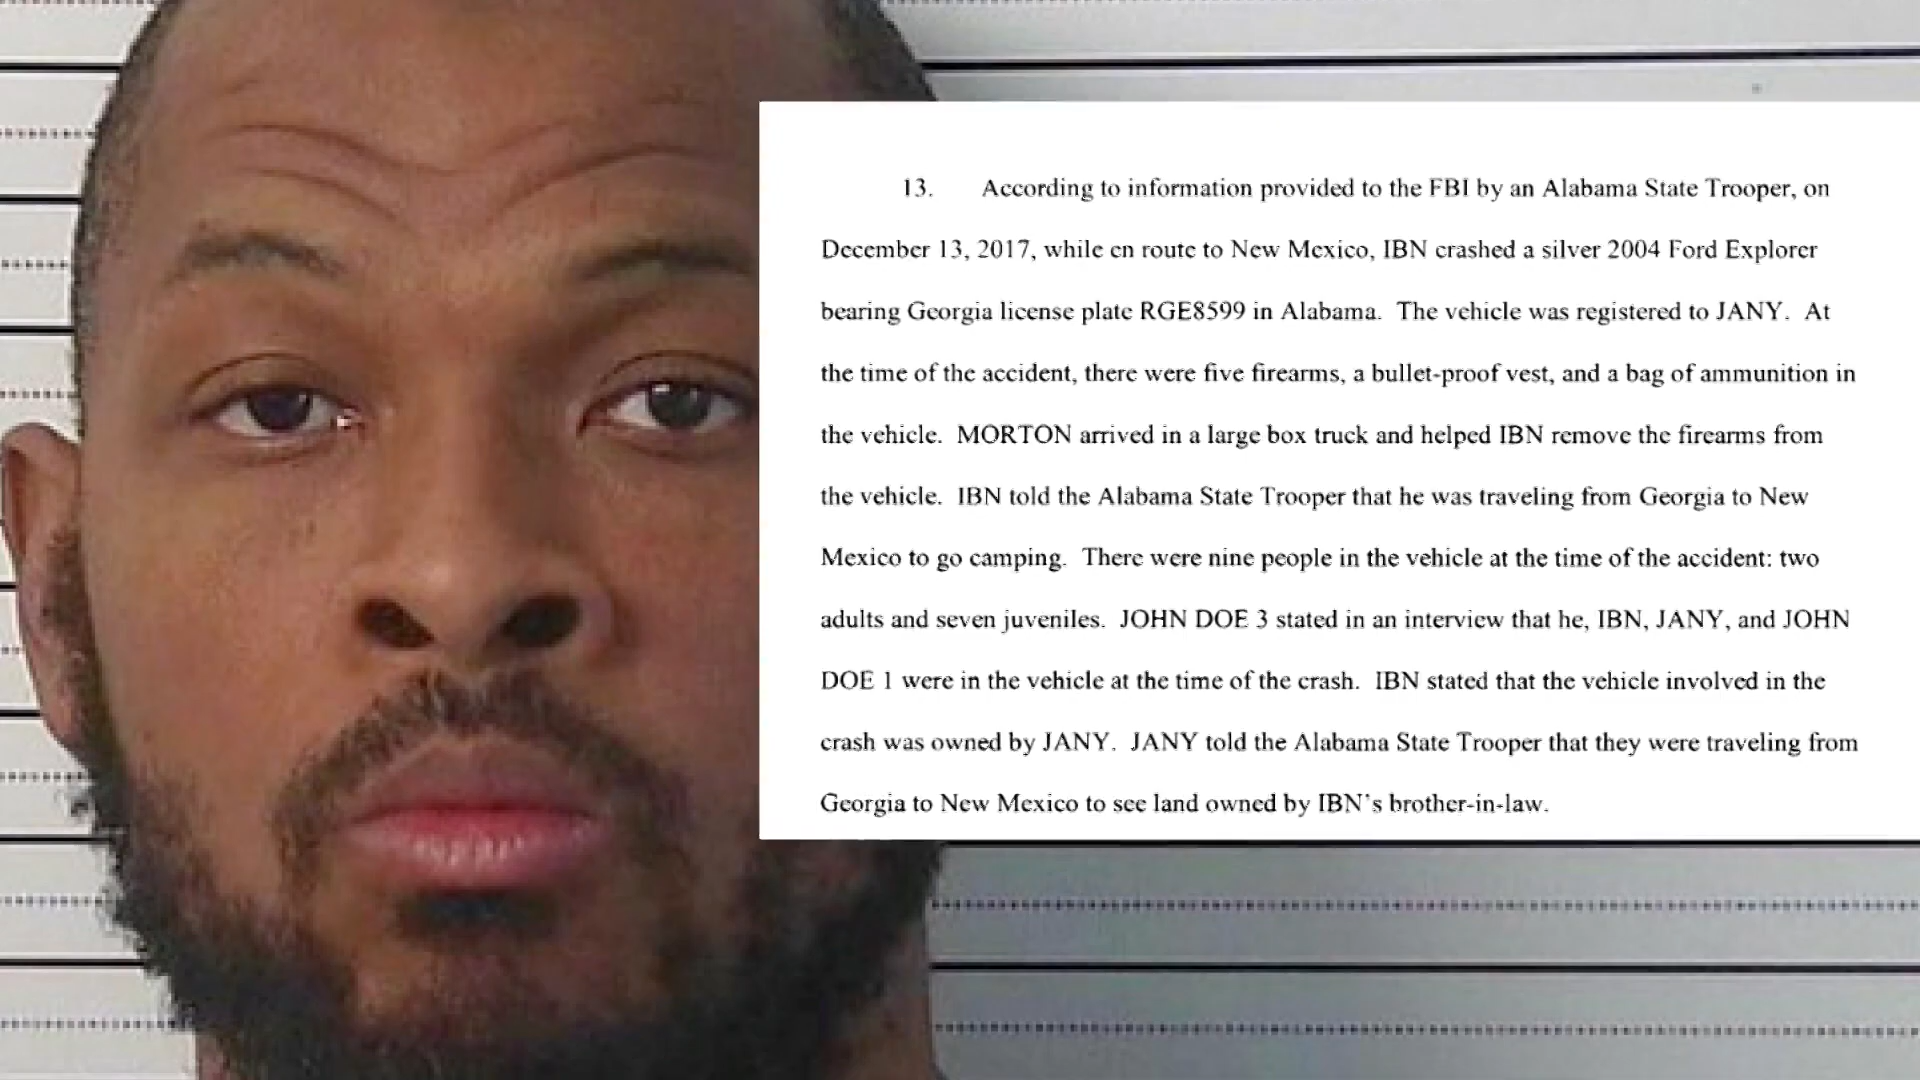 13. According to information provided to the FBI by an Alabama State Trooper, on
December 13, 2017, while en route to New Mexico, IBN crashed a silver 2004 Ford Explorer
bearing Georgia license plate RGE8599 in Alabama. The vehicle was registered to JANY. At
the time of the accident, there were five firearms, a bullet-proof vest, and a bag of ammunition in
the vehicle. MORTON arrived in a large box truck and helped IBN remove the firearms from
the vehicle. IBN told the Alabama State Trooper that he was traveling from Georgia to New
Mexico to go camping. There were nine people in the vehicle at the time of the accident: two
adults and seven juveniles. JOHN DOE 3 stated in an interview that he, IBN, JANY, and JOHN
DOE 1 were in the vehicle at the time of the crash. IBN stated that the vehicle involved in the
crash was owned by JANY. JANY told the Alabama State Trooper that they were traveling from
Georgia to New Mexico to see land owned by IBN's brother-in-law.